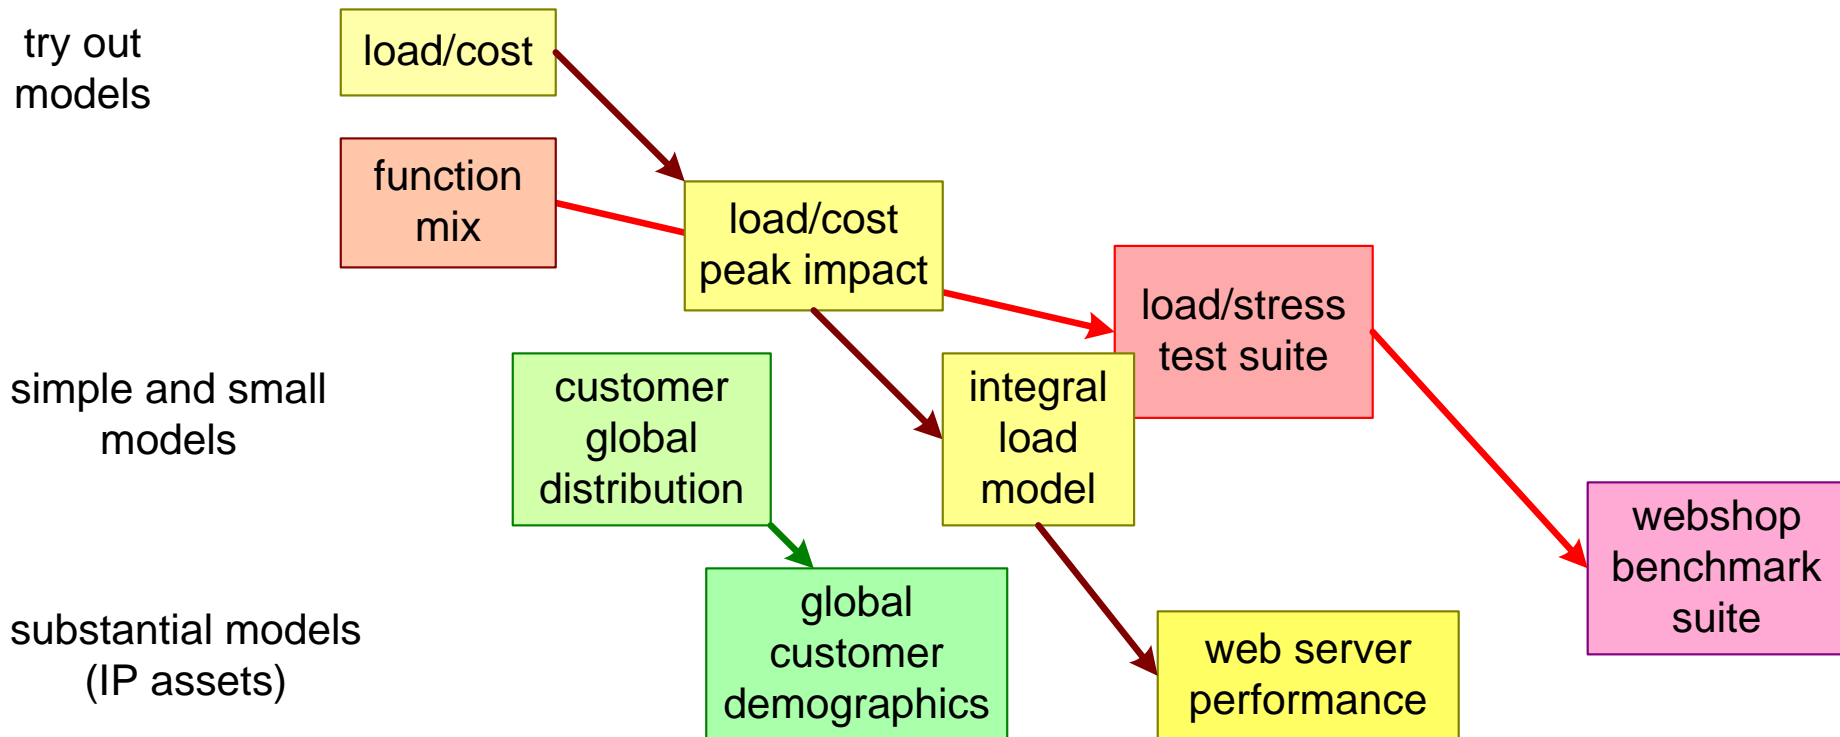 try out
models
load/cost
function
mix
load/cost
peak impact
load/stress
test suite
simple and small
models
customer
global
distribution
integral
load
model
webshop
benchmark
suite
substantial models
(IP assets)
global
customer
demographics
web server
performance